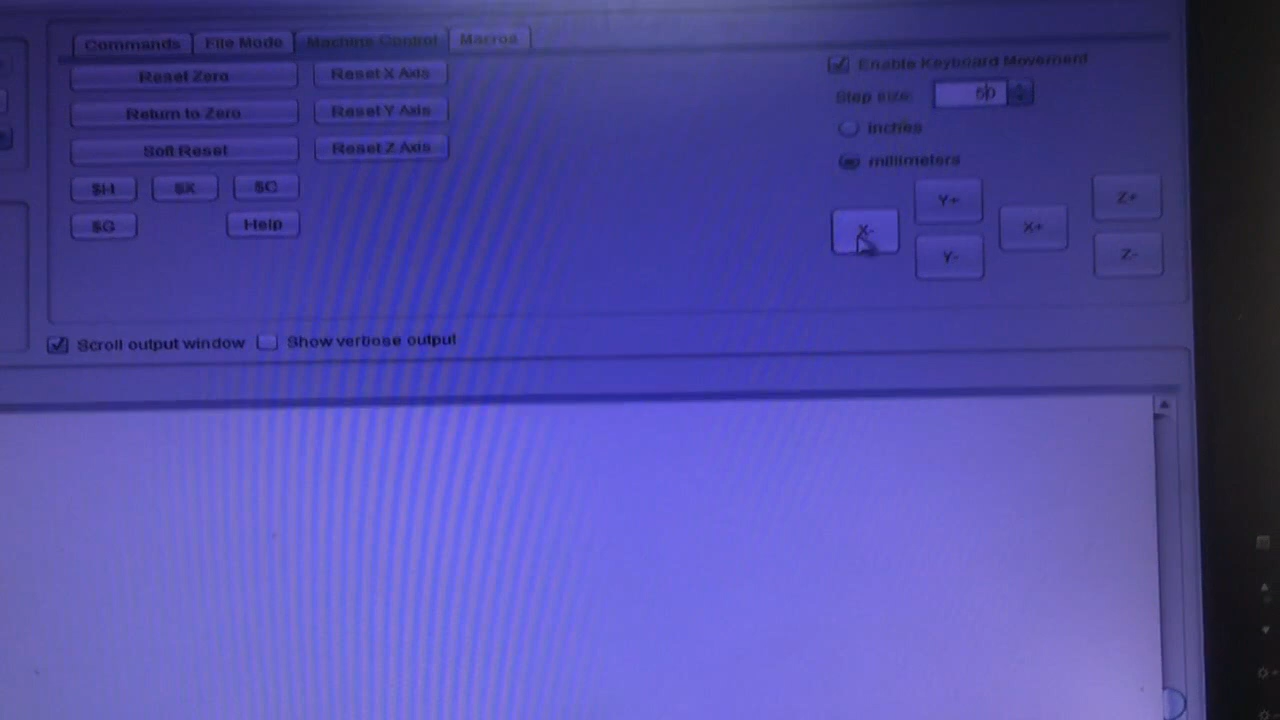 Commands File Mode Machine Control Macros
Reset Zero Reset X Axis
Return to Zero Reset Y Axis
Soft Reset Reset Z Axis
$H $X $C
$G Help
Enable Keyboard Movement
Step size:
inches
millimeters
X- Y+ Y- X+ Z+ Z-
Scroll output window Show verbose output